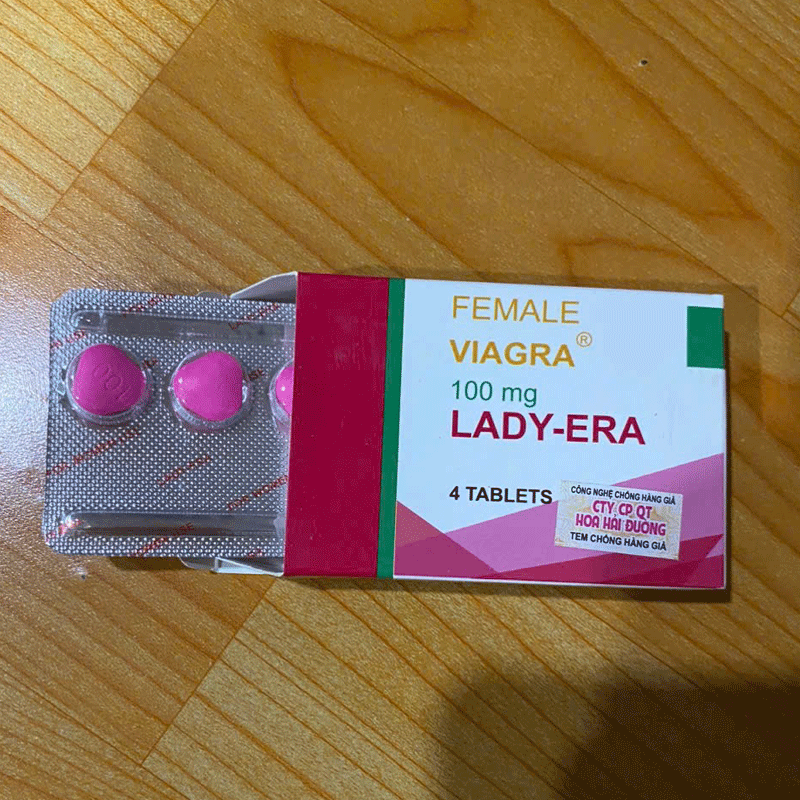 100
FEMALE
VIAGRA®
100 mg
LADY-ERA
4 TABLETS
CÔNG NGHỆ CHỐNG HÀNG GIẢ
CTY CP QT
HOA HẢI ĐƯỜNG
TEM CHỐNG HÀNG GIẢ